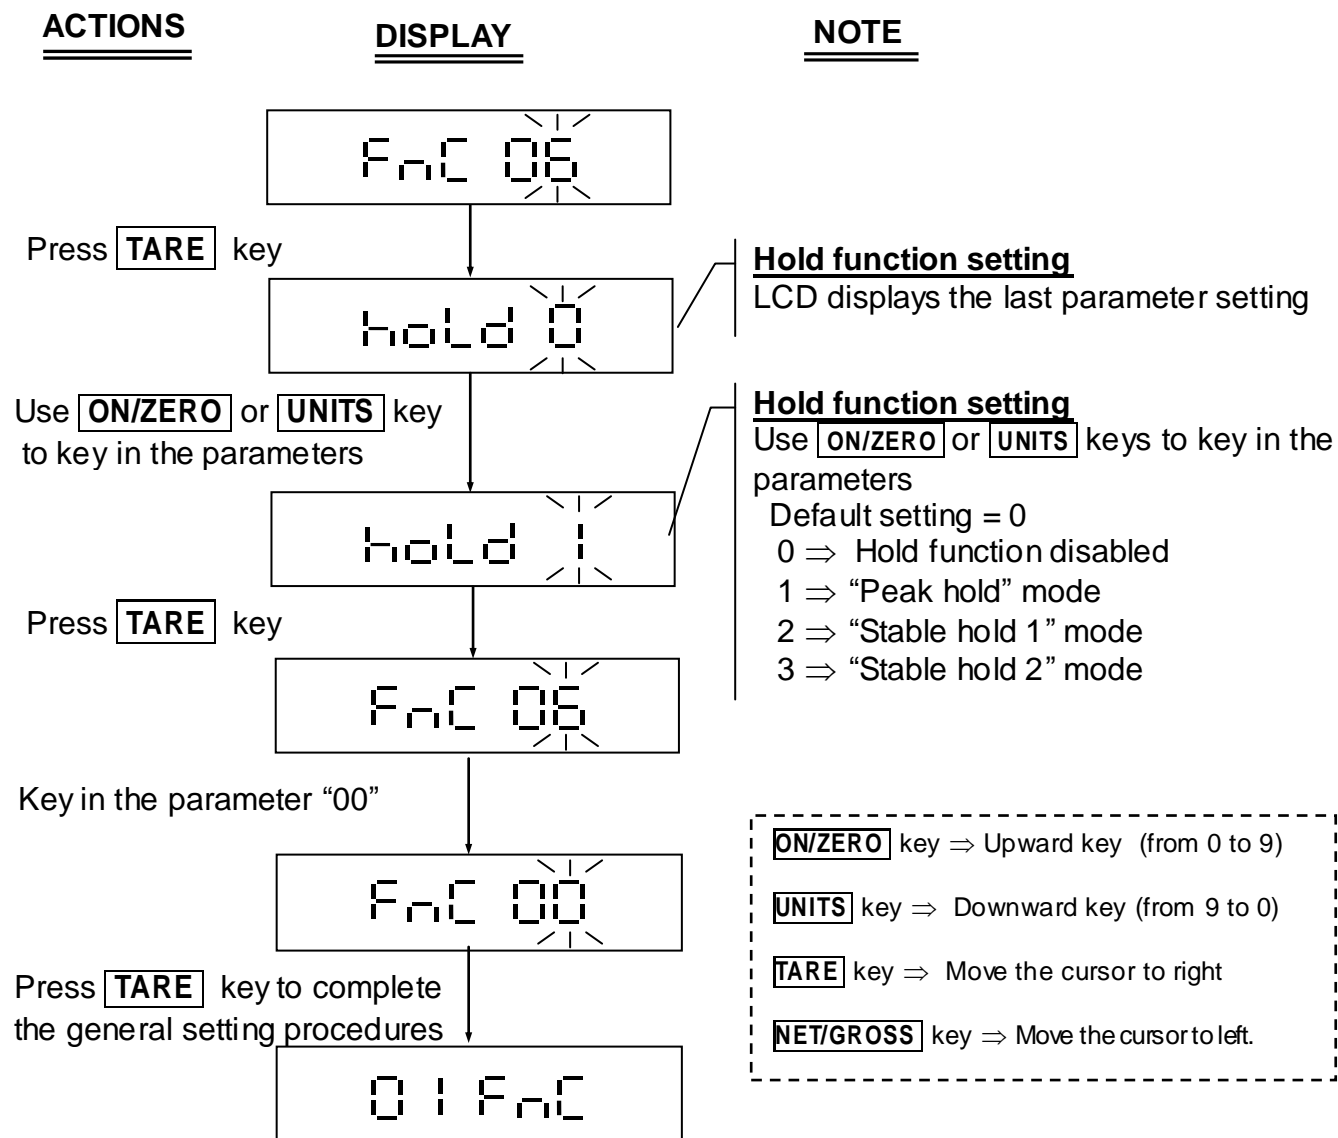 ACTIONS DISPLAY NOTE
FnC 06
Press TARE key
hoLd 0
Hold function setting
LCD displays the last parameter setting
Use ON/ZERO or UNITS key
to key in the parameters
hoLd 1
Hold function setting
Use ON/ZERO or UNITS keys to key in the
parameters
Default setting = 0
0 ⇒ Hold function disabled
1 ⇒ “Peak hold” mode
2 ⇒ “Stable hold 1” mode
3 ⇒ “Stable hold 2” mode
Press TARE key
FnC 06
Key in the parameter “00”
FnC 00
Press TARE key to complete
the general setting procedures
01 FnC
ON/ZERO key ⇒ Upward key (from 0 to 9)
UNITS key ⇒ Downward key (from 9 to 0)
TARE key ⇒ Move the cursor to right
NET/GROSS key ⇒ Move the cursor to left.